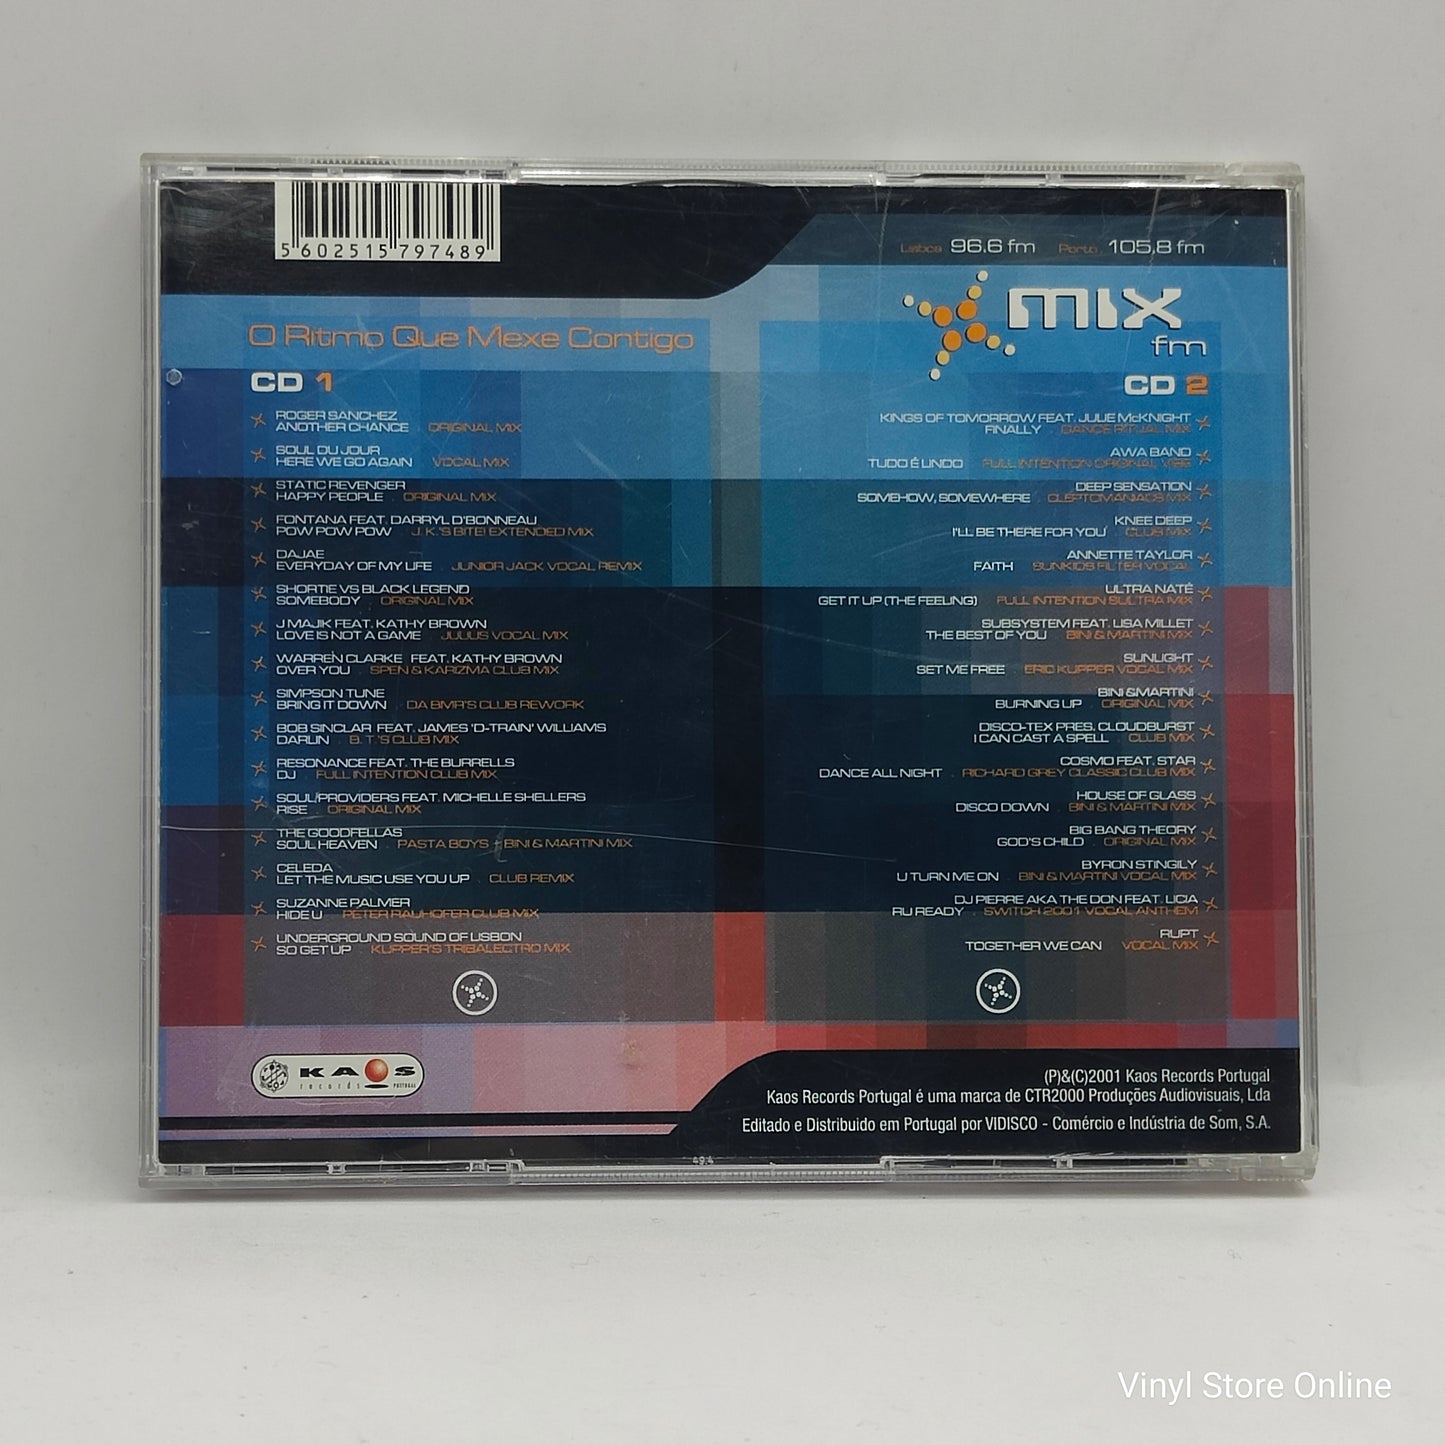 5 602515 797489
Lisboa 96.6 fm Porto 105,8 fm
mix
fm
O Ritmo Que Mexe Contigo
CD 1
ROGER SANCHEZ
ANOTHER CHANCE . ORIGINAL MIX
SOUL DU JOUR
HERE WE GO AGAIN . VOCAL MIX
STATIC REVENGER
HAPPY PEOPLE . ORIGINAL MIX
FONTANA FEAT. DARRYL D'BONNEAU
POW POW POW . J.K.'S BITE! EXTENDED MIX
DAJAE
EVERYDAY OF MY LIFE . JUNIOR JACK VOCAL REMIX
SHORTIE VS BLACK LEGEND
SOMEBODY . ORIGINAL MIX
J MAJIK FEAT. KATHY BROWN
LOVE IS NOT A GAME . JUJUS VOCAL MIX
WARREN CLARKE FEAT. KATHY BROWN
OVER YOU . SPEN & KARIZMA CLUB MIX
SIMPSON TUNE
BRING IT DOWN . DA BMR'S CLUB REWORK
BOB SINCLAR FEAT. JAMES 'D-TRAIN' WILLIAMS
DARLIN . B. T. 'S CLUB MIX
RESONANCE FEAT. THE BURRELLS
DJ . FULL INTENTION CLUB MIX
SOUL PROVIDERS FEAT. MICHELLE SHELLERS
RISE . ORIGINAL MIX
THE GOODFELLAS
SOUL HEAVEN . PASTA BOYS + BINI & MARTINI MIX
CELEDA
LET THE MUSIC USE YOU UP . CLUB REMIX
SUZANNE PALMER
HIDE U . PETER RAUHOFER CLUB MIX
UNDERGROUND SOUND OF LISBON
SO GET UP . KUPPER'S TRIBALECTRO MIX
CD 2
KINGS OF TOMORROW FEAT. JULIE McKNIGHT
FINALLY . DANCE RITUAL MIX
AWA BAND
TUDO É LINDO . FULL INTENTION ORIGINAL VIBE
DEEP SENSATION
SOMEHOW, SOMEWHERE . CLEPTOMANIACS MIX
KNEE DEEP
I'LL BE THERE FOR YOU . CLUB MIX
ANNETTE TAYLOR
FAITH . SUNKIDS FILTER VOCAL
ULTRA NATÉ
GET IT UP (THE FEELING) . FULL INTENTION SULTRA MIX
SUBSYSTEM FEAT. LISA MILLET
THE BEST OF YOU . BINI & MARTINI MIX
SUNLIGHT
SET ME FREE . ERIC KUPPER VOCAL MIX
BINI & MARTINI
BURNING UP . ORIGINAL MIX
DISCO-TEX PRES. CLOUDBURST
I CAN CAST A SPELL . CLUB MIX
COSMO FEAT. STAR
DANCE ALL NIGHT . RICHARD GREY CLASSIC CLUB MIX
HOUSE OF GLASS
DISCO DOWN . BINI & MARTINI MIX
BIG BANG THEORY
GOD'S CHILD . ORIGINAL MIX
BYRON STINGILY
U TURN ME ON . BINI & MARTINI VOCAL MIX
DJ PIERRE AKA THE DON FEAT. LICIA
R U READY . SWITCH 2001 VOCAL ANTHEM
RUPT
TOGETHER WE CAN . VOCAL MIX
KAOS
records PORTUGAL
(P)&(C)2001 Kaos Records Portugal
Kaos Records Portugal é uma marca de CTR2000 Produções Audiovisuais, Lda
Editado e Distribuido em Portugal por VIDISCO - Comércio e Indústria de Som, S.A.
494
Vinyl Store Online